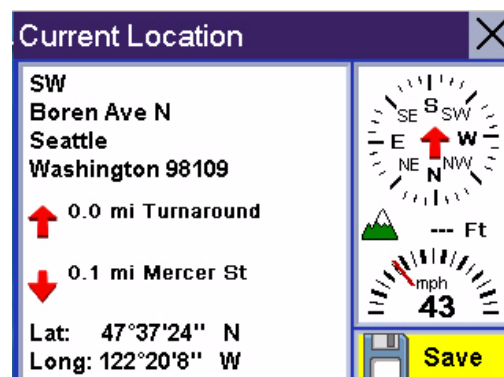 Current Location
SW
Boren Ave N
Seattle
Washington 98109
0.0 mi Turnaround
0.1 mi Mercer St
Lat: 47°37'24" N
Long: 122°20'8" W
SE S SW
E W
NE N NW
--- Ft
mph
43
Save